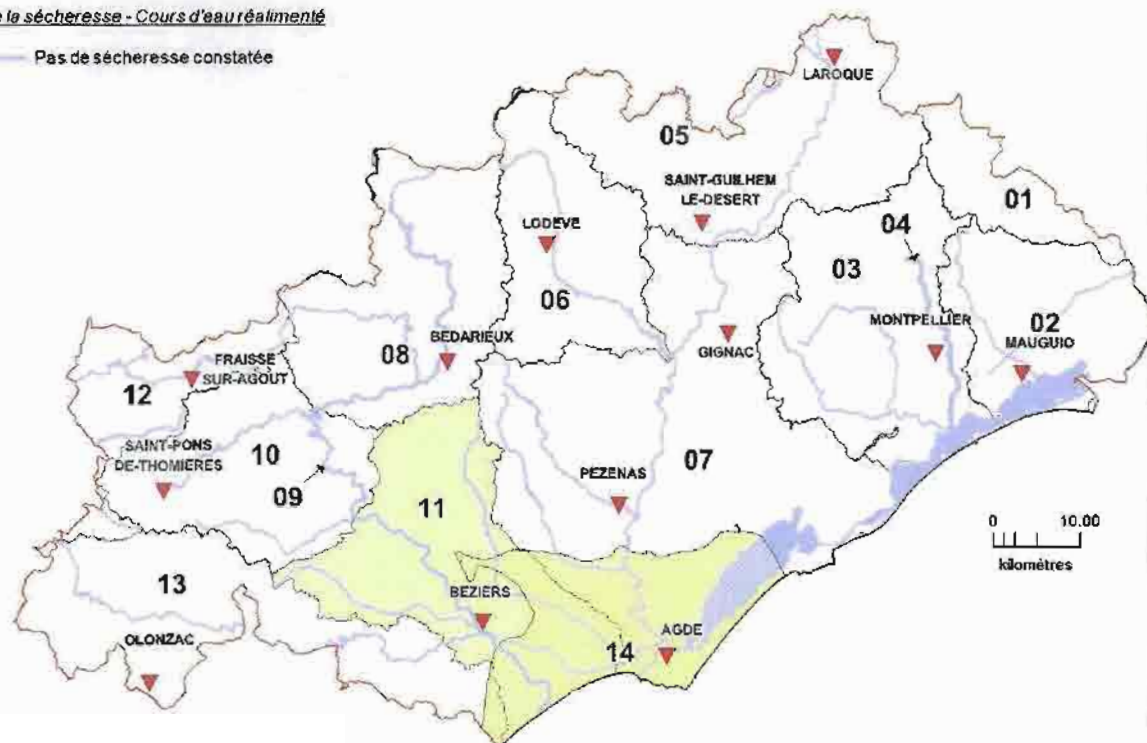 la sécheresse - Cours d'eau réalimenté
Pas de sécheresse constatée
LAROQUE
05
SAINT-GUILHEM
LE-DESERT
01
04
LODEVE
03
06
MONTPELLIER
02
MAUGUIO
GIGNAC
BEDARIEUX
08
FRAISSE
SUR-AGOUT
12
SAINT-PONS
DE-THOMIERES
10
09
07
PEZENAS
11
0 10.00
kilomètres
13
BEZIERS
OLONZAC
AGDE
14